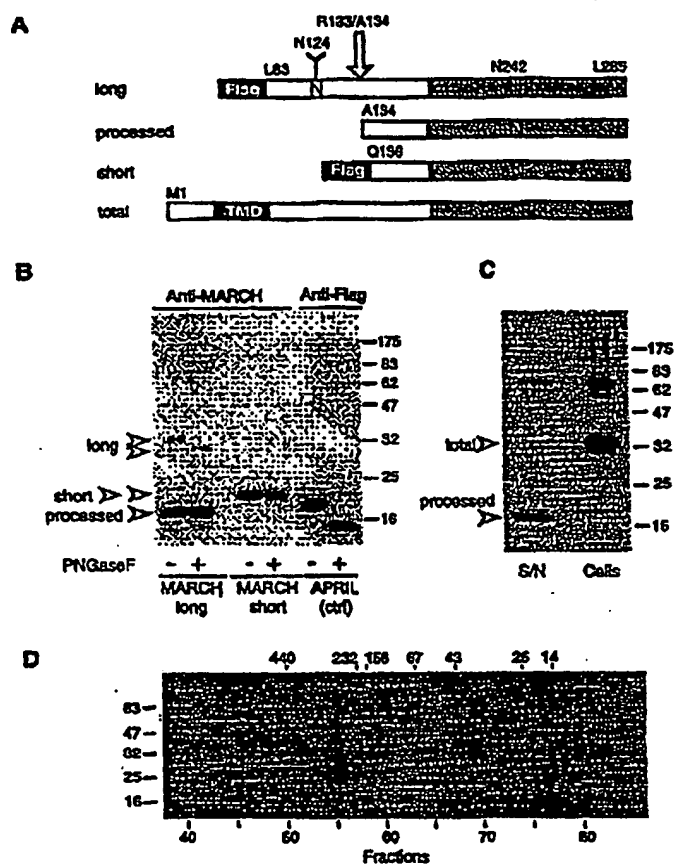 A
R133/A134
N124
L83
N242
L285
long
Flag
N
A134
processed
Q136
short
Flag
M1
total
TMD
B
C
Anti-MARCH
Anti-Flag
175
83
62
47
32
25
16
long
short
processed
PNGaseF
- + - + - +
MARCH long
MARCH short
APRIL (ctrl)
175
83
62
47
32
25
16
total
processed
S/N
Cells
D
440 232 158 67 43 25 14
83
47
32
25
16
40 50 60 70 80
Fractions